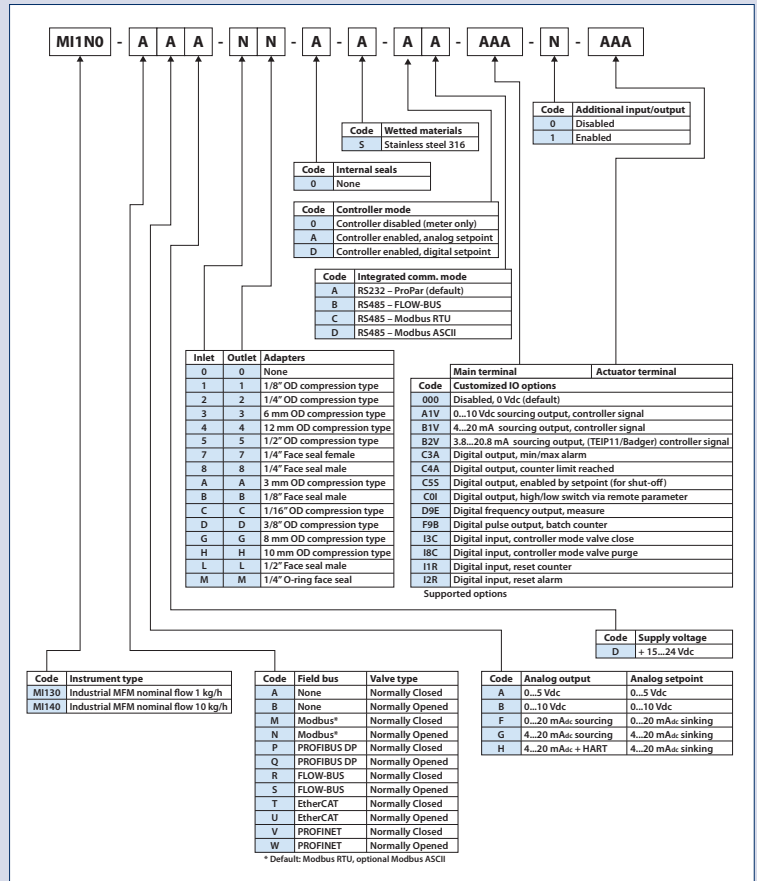 MI1N0 - A A A - N N - A - A - A A - AAA - N - AAA
Code Additional input/output
0 Disabled
1 Enabled
Code Wetted materials
S Stainless steel 316
Code Internal seals
0 None
Code Controller mode
0 Controller disabled (meter only)
A Controller enabled, analog setpoint
D Controller enabled, digital setpoint
Code Integrated comm. mode
A RS232 – ProPar (default)
B RS485 – FLOW-BUS
C RS485 – Modbus RTU
D RS485 – Modbus ASCII
Inlet Outlet Adapters
0 0 None
1 1 1/8” OD compression type
2 2 1/4” OD compression type
3 3 6 mm OD compression type
4 4 12 mm OD compression type
5 5 1/2” OD compression type
7 7 1/4” Face seal female
8 8 1/4” Face seal male
A A 3 mm OD compression type
B B 1/8” Face seal male
C C 1/16” OD compression type
D D 3/8” OD compression type
G G 8 mm OD compression type
H H 10 mm OD compression type
L L 1/2” Face seal male
M M 1/4” O-ring face seal
Main terminal Actuator terminal
Code Customized IO options
000 Disabled, 0 Vdc (default)
A1V 0...10 Vdc sourcing output, controller signal
B1V 4...20 mA sourcing output, controller signal
B2V 3.8...20.8 mA sourcing output, (TEIP11/Badger) controller signal
C3A Digital output, min/max alarm
C4A Digital output, counter limit reached
C5S Digital output, enabled by setpoint (for shut-off)
C0I Digital output, high/low switch via remote parameter
D9E Digital frequency output, measure
F9B Digital pulse output, batch counter
I3C Digital input, controller mode valve close
I8C Digital input, controller mode valve purge
I1R Digital input, reset counter
I2R Digital input, reset alarm
Supported options
Code Supply voltage
D + 15...24 Vdc
Code Instrument type
MI130 Industrial MFM nominal flow 1 kg/h
MI140 Industrial MFM nominal flow 10 kg/h
Code Field bus Valve type
A None Normally Closed
B None Normally Opened
M Modbus* Normally Closed
N Modbus* Normally Opened
P PROFIBUS DP Normally Closed
Q PROFIBUS DP Normally Opened
R FLOW-BUS Normally Closed
S FLOW-BUS Normally Opened
T EtherCAT Normally Closed
U EtherCAT Normally Opened
V PROFINET Normally Closed
W PROFINET Normally Opened
* Default: Modbus RTU, optional Modbus ASCII
Code Analog output Analog setpoint
A 0...5 Vdc 0...5 Vdc
B 0...10 Vdc 0...10 Vdc
F 0...20 mAdc sourcing 0...20 mAdc sinking
G 4...20 mAdc sourcing 4...20 mAdc sinking
H 4...20 mAdc + HART 4...20 mAdc sinking